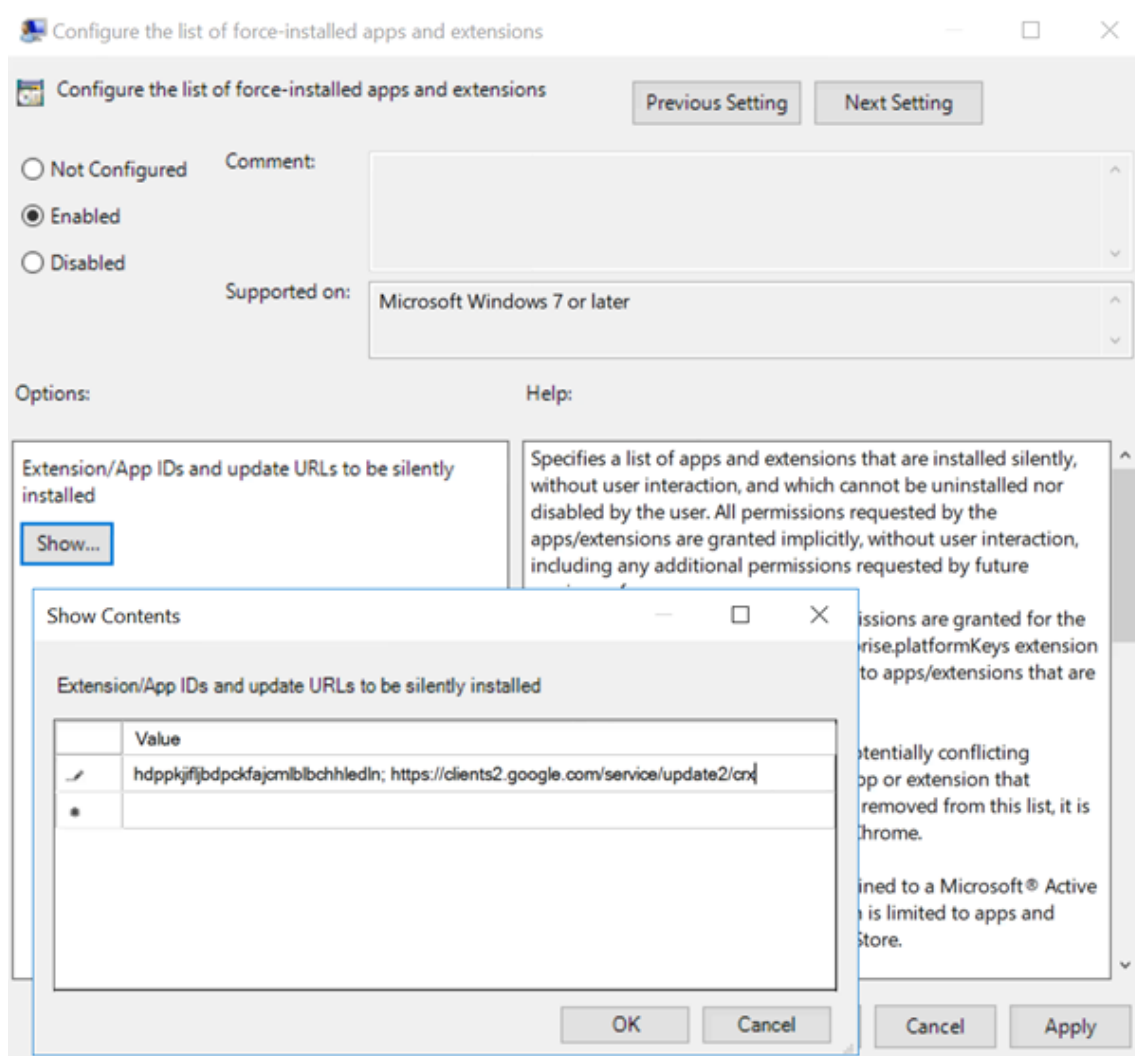 Configure the list of force-installed apps and extensions
Configure the list of force-installed apps and extensions
Previous Setting
Next Setting
Not Configured
Comment:
Enabled
Disabled
Supported on:
Microsoft Windows 7 or later
Options:
Help:
Extension/App IDs and update URLs to be silently
installed
Show...
Specifies a list of apps and extensions that are installed silently,
without user interaction, and which cannot be uninstalled nor
disabled by the user. All permissions requested by the
apps/extensions are granted implicitly, without user interaction,
including any additional permissions requested by future
issions are granted for the
rise.platformKeys extension
to apps/extensions that are
otentially conflicting
op or extension that
removed from this list, it is
Chrome.
ined to a Microsoft® Active
is limited to apps and
Store.
Show Contents
Extension/App IDs and update URLs to be silently installed
Value
hdppkjifljbdpckfajcmlblbchhledln; https://clients2.google.com/service/update2/crx
OK
Cancel
Cancel
Apply